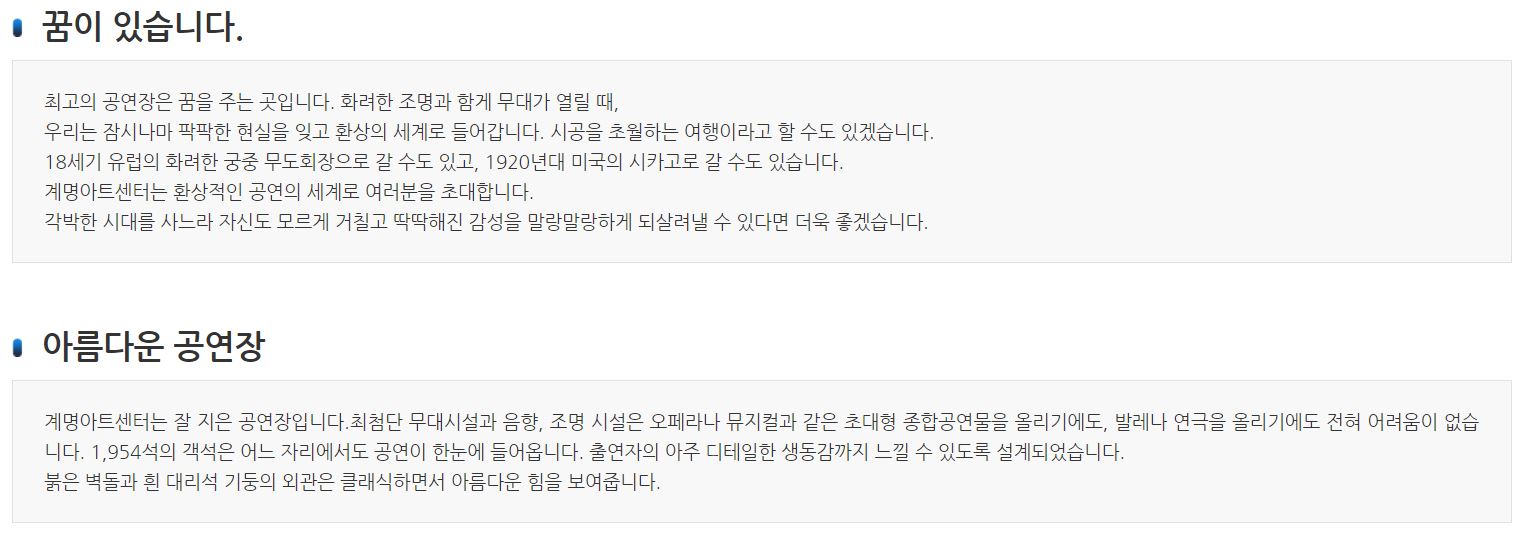 꿈이 있습니다.
최고의 공연장은 꿈을 주는 곳입니다. 화려한 조명과 함께 무대가 열릴 때,
우리는 잠시나마 팍팍한 현실을 잊고 환상의 세계로 들어갑니다. 시공을 초월하는 여행이라고 할 수도 있겠습니다.
18세기 유럽의 화려한 궁중 무도회장으로 갈 수도 있고, 1920년대 미국의 시카고로 갈 수도 있습니다.
계명아트센터는 환상적인 공연의 세계로 여러분을 초대합니다.
각박한 시대를 사느라 자신도 모르게 거칠고 딱딱해진 감성을 말랑말랑하게 되살려낼 수 있다면 더욱 좋겠습니다.
아름다운 공연장
계명아트센터는 잘 지은 공연장입니다.최첨단 무대시설과 음향, 조명 시설은 오페라나 뮤지컬과 같은 초대형 종합공연물을 올리기에도, 발레나 연극을 올리기에도 전혀 어려움이 없습
니다. 1,954석의 객석은 어느 자리에서도 공연이 한눈에 들어옵니다. 출연자의 아주 디테일한 생동감까지 느낄 수 있도록 설계되었습니다.
붉은 벽돌과 흰 대리석 기둥의 외관은 클래식하면서 아름다운 힘을 보여줍니다.